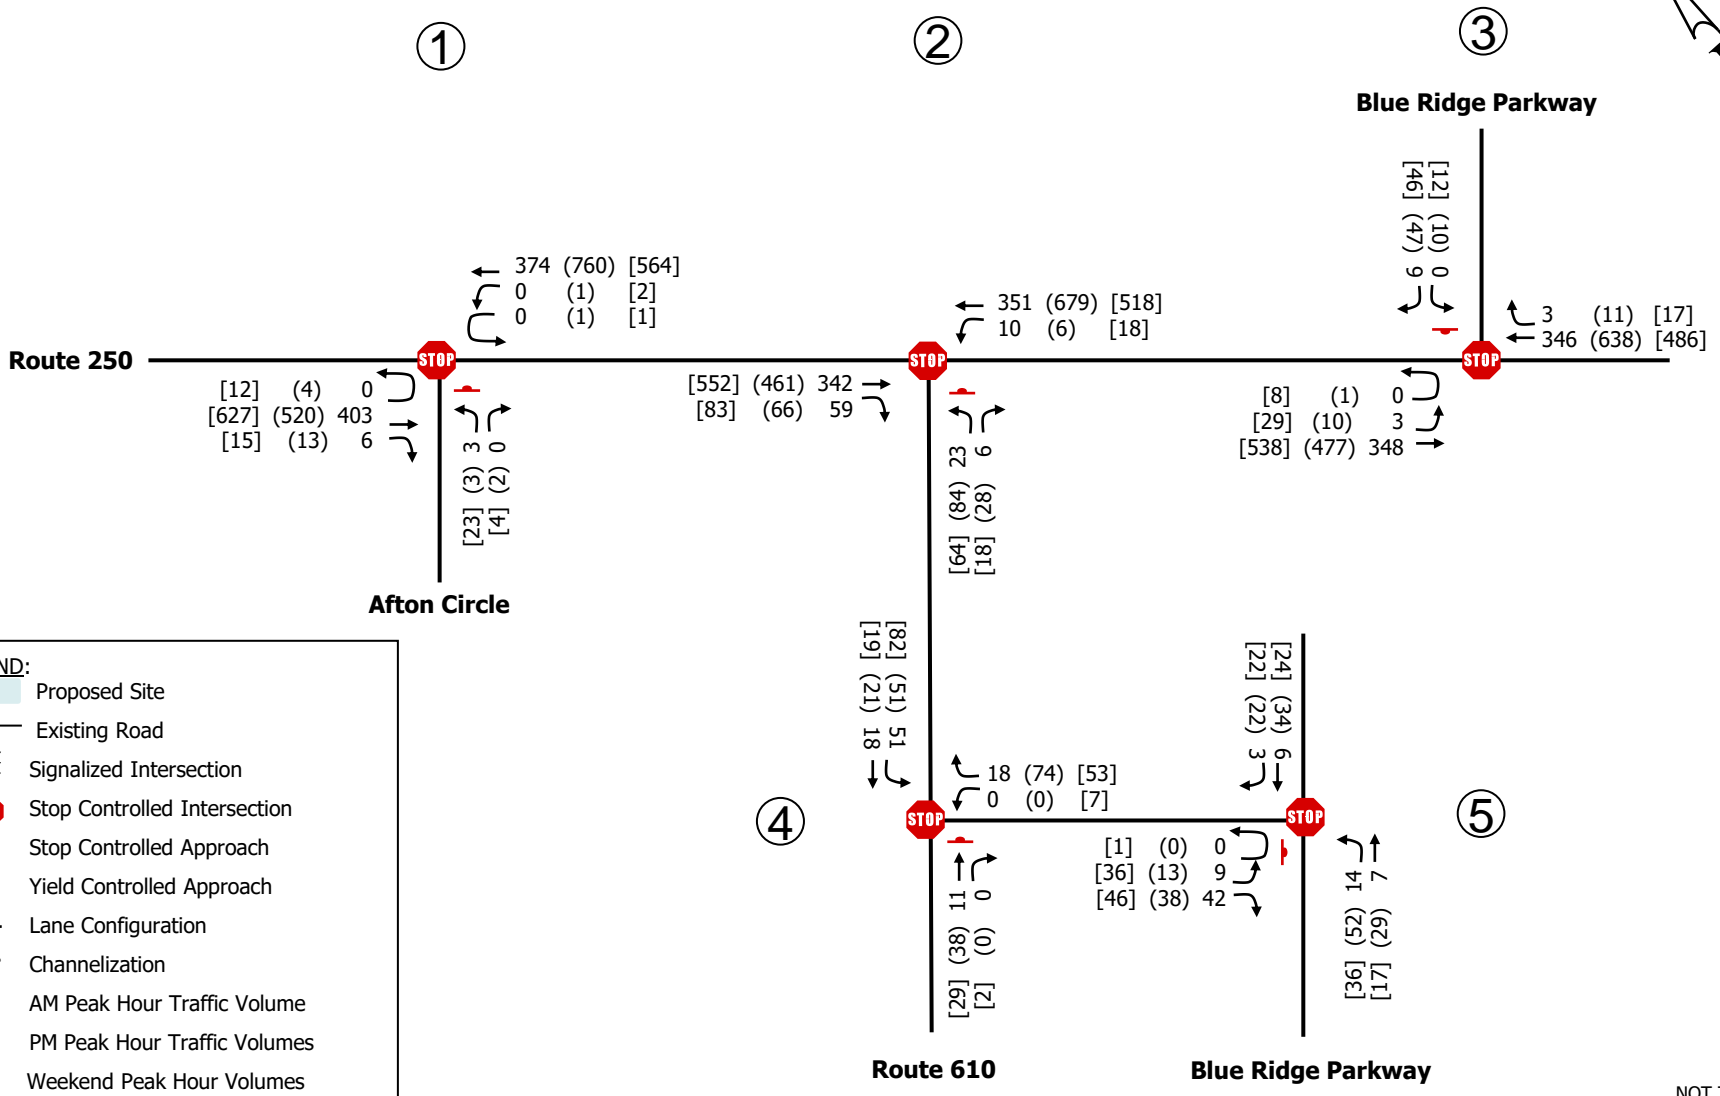 1
2
3
Blue Ridge Parkway
[12] (10) 0
[46] (47) 9
374 (760) [564]
0 (1) [2]
0 (1) [1]
351 (679) [518]
10 (6) [18]
3 (11) [17]
346 (638) [486]
Route 250
STOP
STOP
STOP
[12] (4) 0
[627] (520) 403
[15] (13) 6
[552] (461) 342
[83] (66) 59
[8] (1) 0
[29] (10) 3
[538] (477) 348
[23] (3) 3
[4] (2) 0
[64] (84) 23
[18] (28) 6
Afton Circle
[82] (51) 51
[19] (21) 18
[24] (34) 6
[22] (22) 3
18 (74) [53]
0 (0) [7]
4
STOP
STOP
5
[1] (0) 0
[36] (13) 9
[46] (38) 42
[29] (38) 11
[2] (0) 0
[36] (52) 14
[17] (29) 7
Route 610
Blue Ridge Parkway
ND:
Proposed Site
Existing Road
Signalized Intersection
Stop Controlled Intersection
Stop Controlled Approach
Yield Controlled Approach
Lane Configuration
Channelization
AM Peak Hour Traffic Volume
PM Peak Hour Traffic Volumes
Weekend Peak Hour Volumes
NOT